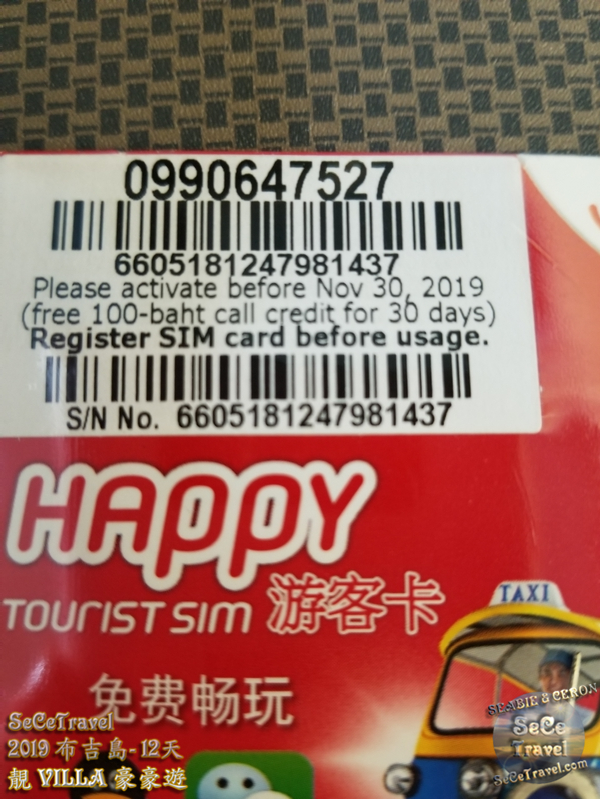 0990647527
6605181247981437
Please activate before Nov 30, 2019
(free 100-baht call credit for 30 days)
Register SIM card before usage.
S/N No. 6605181247981437
HAPPY
TOURIST SIM 游客卡
TAXI
免费畅玩
SENBIE & CERON
SeCe
Travel
SeCeTravel.com
SeCeTravel
2019 布吉島-12天
靚 VILLA 豪豪遊